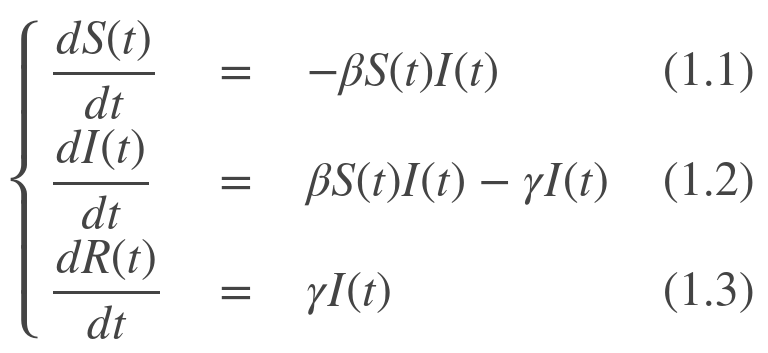 dS(t)/dt = −βS(t)I(t) (1.1)
dI(t)/dt = βS(t)I(t) − γI(t) (1.2)
dR(t)/dt = γI(t) (1.3)